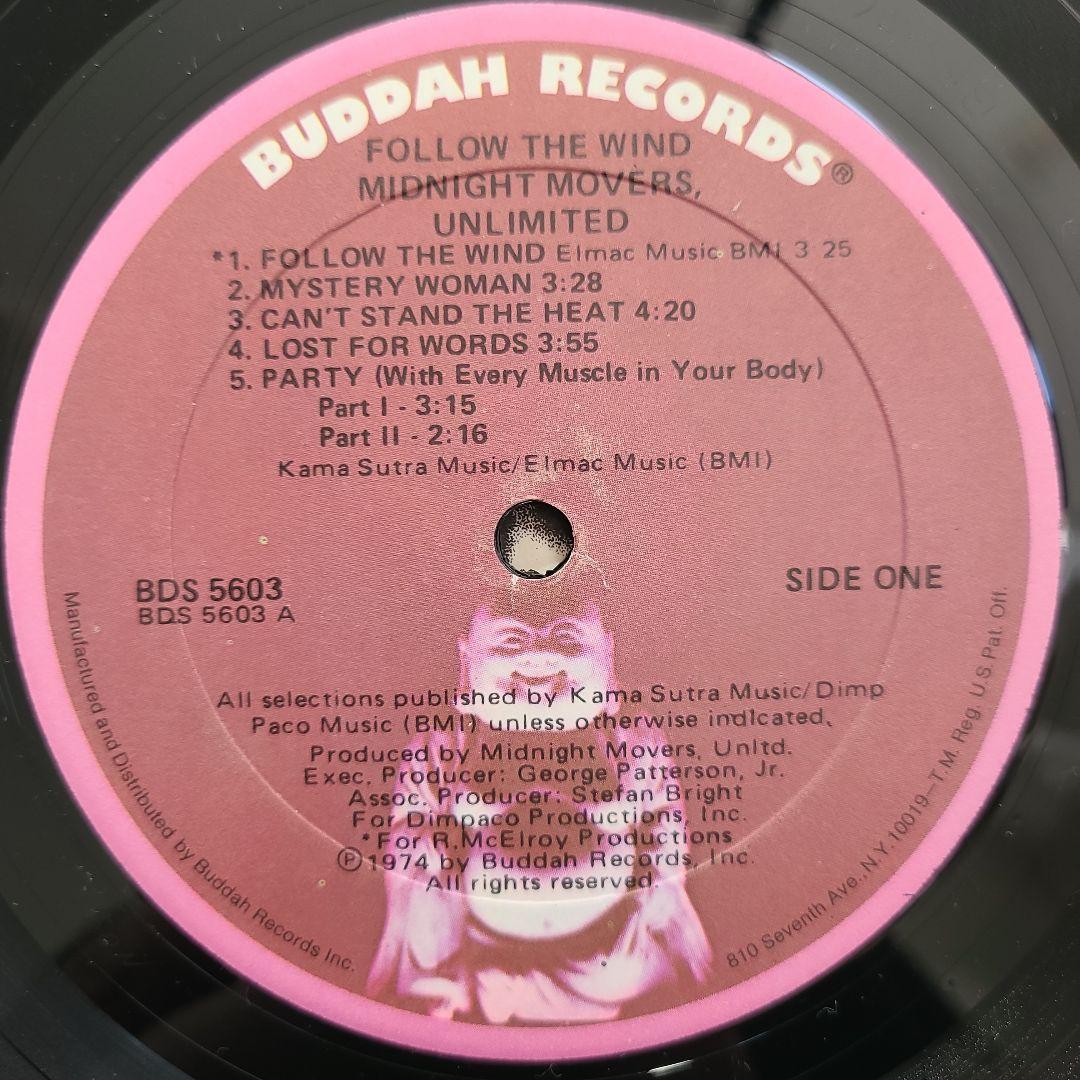 BUDDAH RECORDS®
FOLLOW THE WIND
MIDNIGHT MOVERS,
UNLIMITED
*1. FOLLOW THE WIND Elmac Music BMI 3 25
2. MYSTERY WOMAN 3:28
3. CAN'T STAND THE HEAT 4:20
4. LOST FOR WORDS 3:55
5. PARTY (With Every Muscle in Your Body)
Part I - 3:15
Part II - 2:16
Kama Sutra Music/Elmac Music (BMI)
BDS 5603
BDS 5603 A
SIDE ONE
All selections published by Kama Sutra Music/Dimp
Paco Music (BMI) unless otherwise indicated,
Produced by Midnight Movers, Unltd.
Exec. Producer: George Patterson, Jr.
Assoc. Producer: Stefan Bright
For Dimpaco Productions, Inc.
*For R.McElroy Productions
Ⓟ1974 by Buddah Records, Inc.
All rights reserved.
Manufactured and Distributed by Buddah Records Inc.
810 Seventh Ave., N.Y. 10019—T.M. Reg. U.S. Pat. Off.